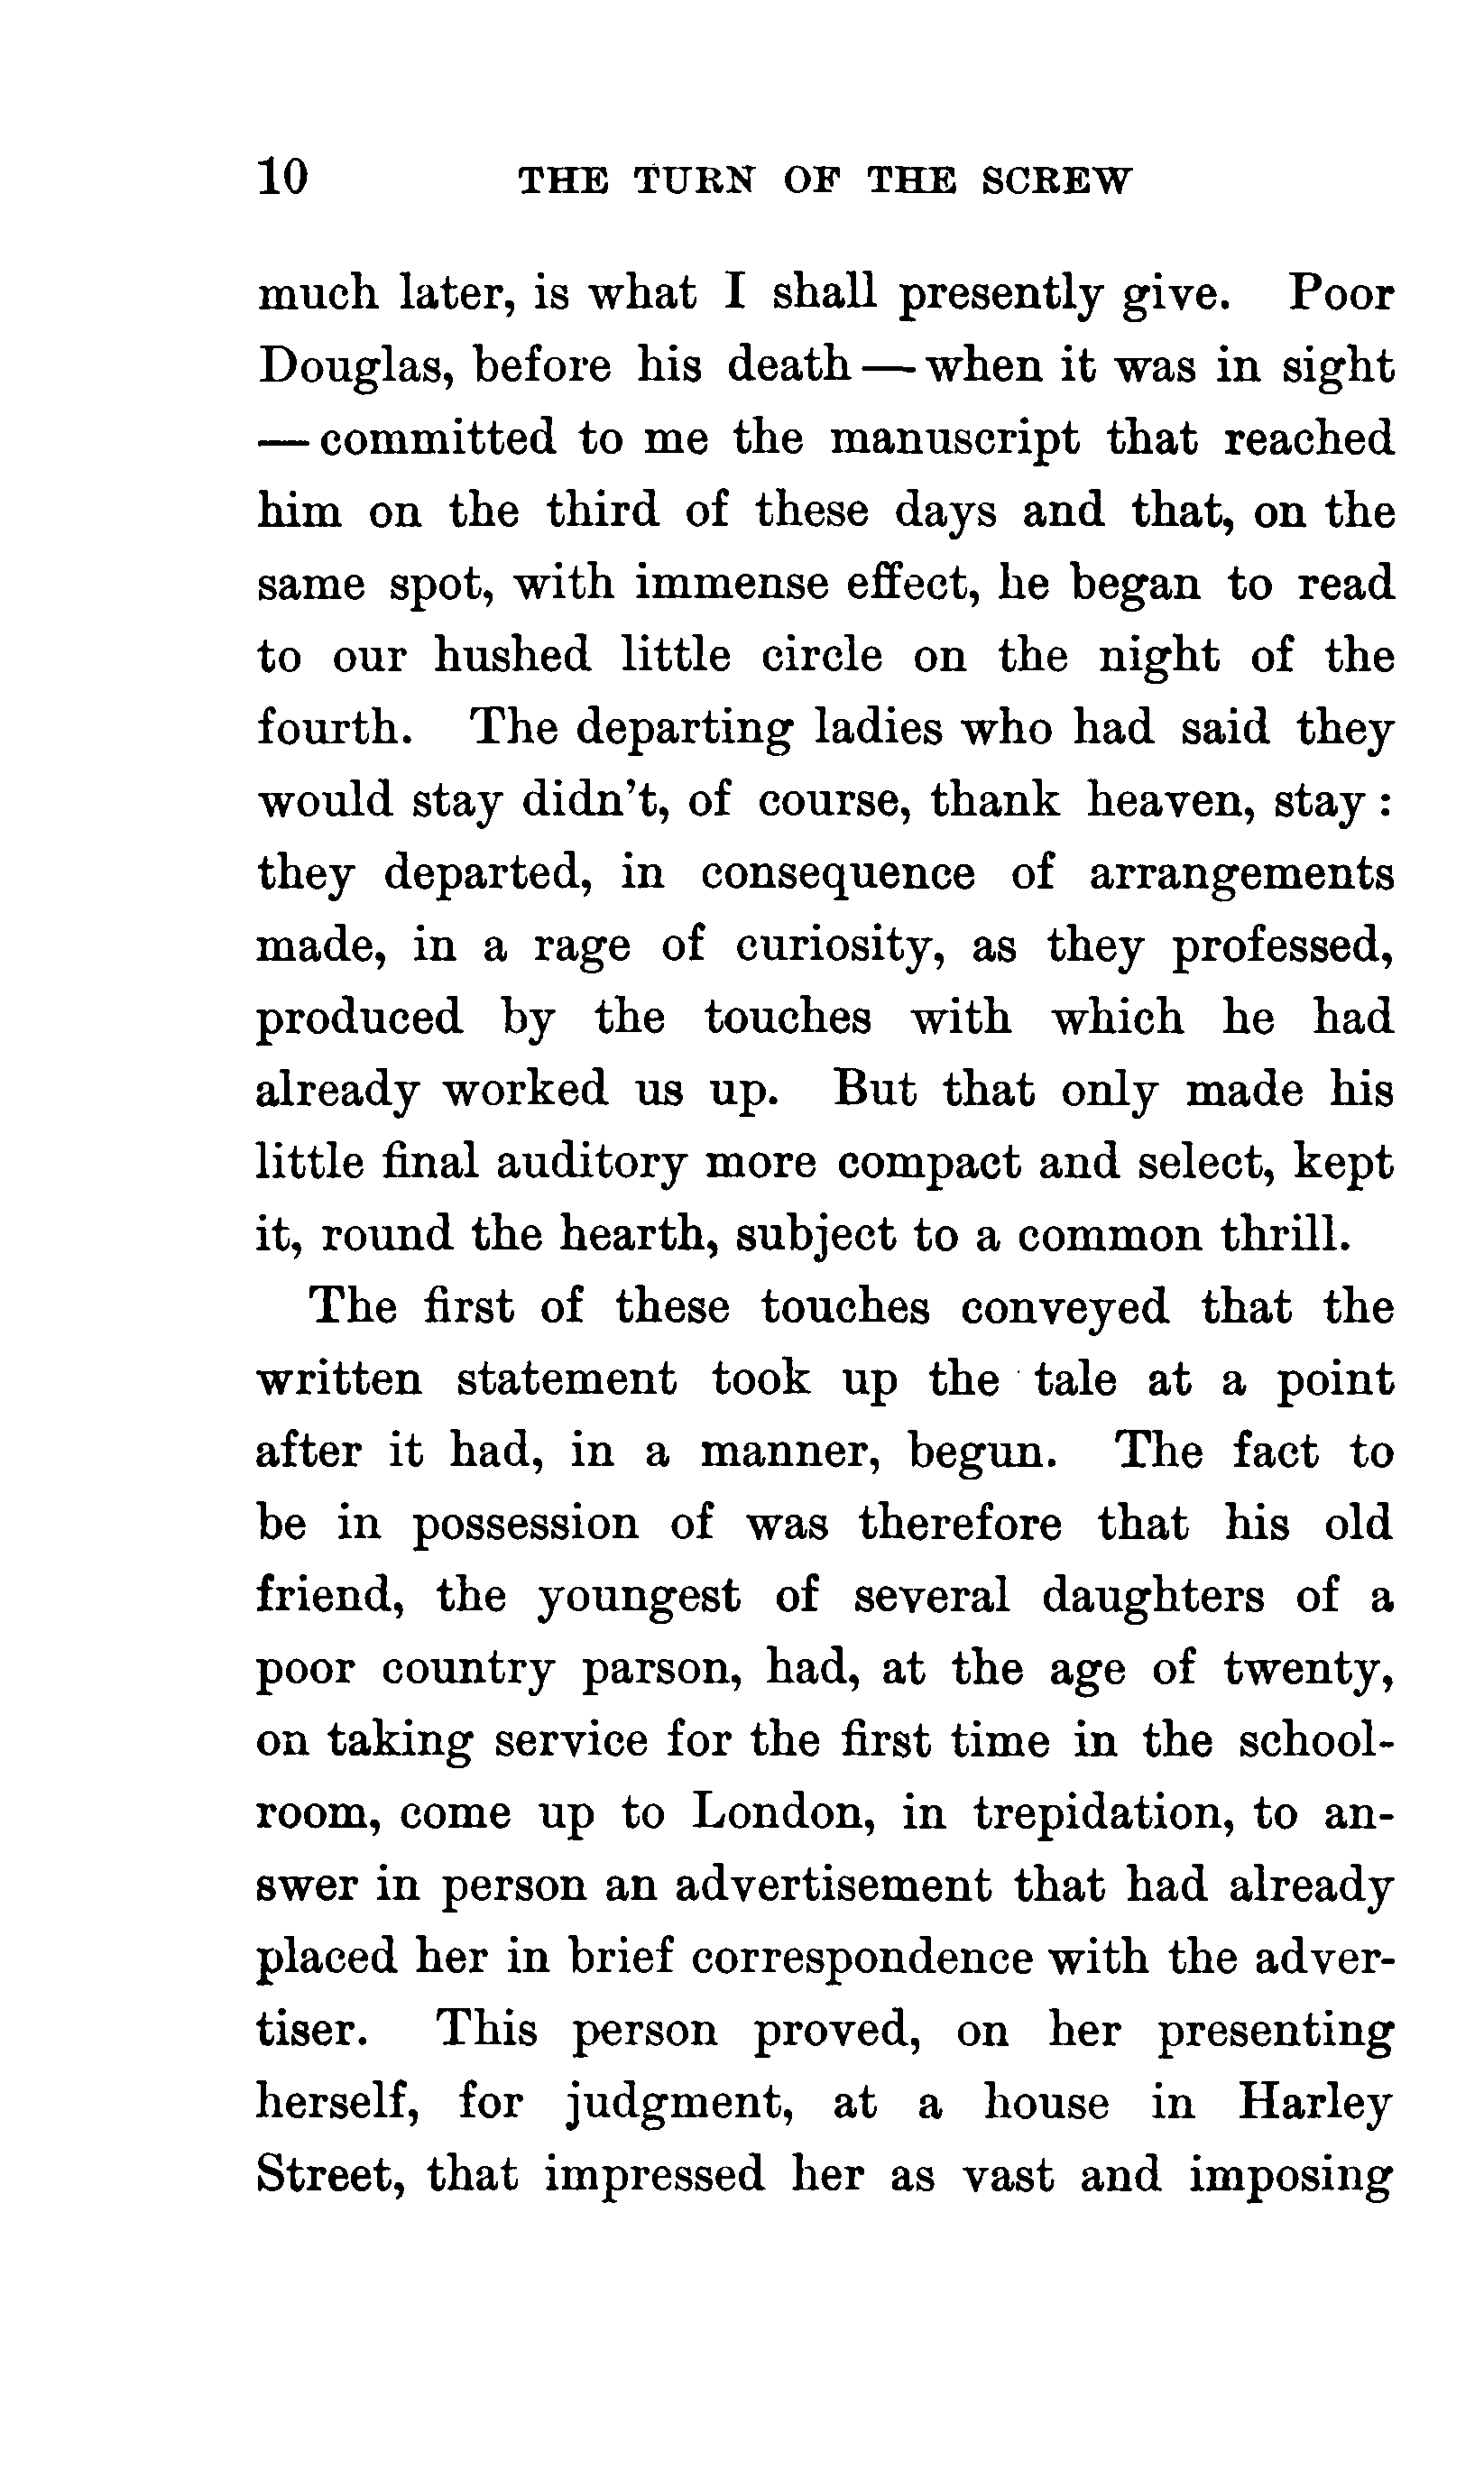 10 THE TURN OF THE SCREW
much later, is what I shall presently give. Poor
Douglas, before his death — when it was in sight
— committed to me the manuscript that reached
him on the third of these days and that, on the
same spot, with immense effect, he began to read
to our hushed little circle on the night of the
fourth. The departing ladies who had said they
would stay didn't, of course, thank heaven, stay :
they departed, in consequence of arrangements
made, in a rage of curiosity, as they professed,
produced by the touches with which he had
already worked us up. But that only made his
little final auditory more compact and select, kept
it, round the hearth, subject to a common thrill.
The first of these touches conveyed that the
written statement took up the tale at a point
after it had, in a manner, begun. The fact to
be in possession of was therefore that his old
friend, the youngest of several daughters of a
poor country parson, had, at the age of twenty,
on taking service for the first time in the school-
room, come up to London, in trepidation, to an-
swer in person an advertisement that had already
placed her in brief correspondence with the adver-
tiser. This person proved, on her presenting
herself, for judgment, at a house in Harley
Street, that impressed her as vast and imposing